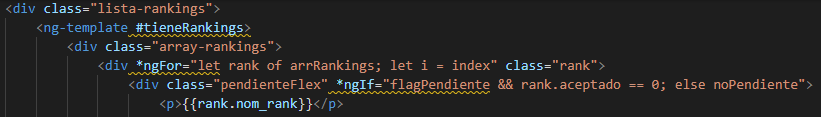 <div class="lista-rankings">
<ng-template #tieneRankings>
<div class="array-rankings">
<div *ngFor="let rank of arrRankings; let i = index" class="rank">
<div class="pendienteFlex" *ngIf="flagPendiente && rank.aceptado == 0; else noPendiente">
<p>{{rank.nom_rank}}</p>